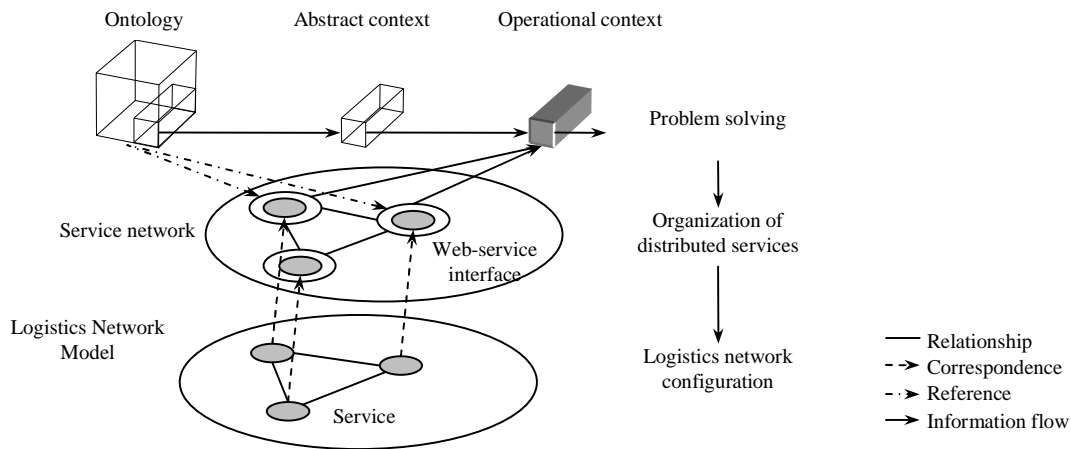 Ontology
Abstract context
Operational context
Problem solving
Service network
Web-service
interface
Organization of
distributed services
Logistics Network
Model
Service
Logistics network
configuration
Relationship
Correspondence
Reference
Information flow